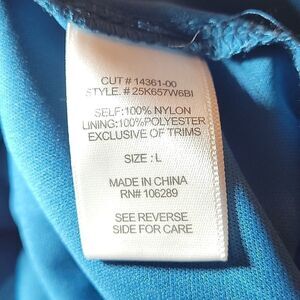 CUT # 14361-00
STYLE. # 25K657W6BI
SELF:100% NYLON
LINING:100%POLYESTER
EXCLUSIVE OF TRIMS
SIZE : L
MADE IN CHINA
RN# 106289
SEE REVERSE
SIDE FOR CARE